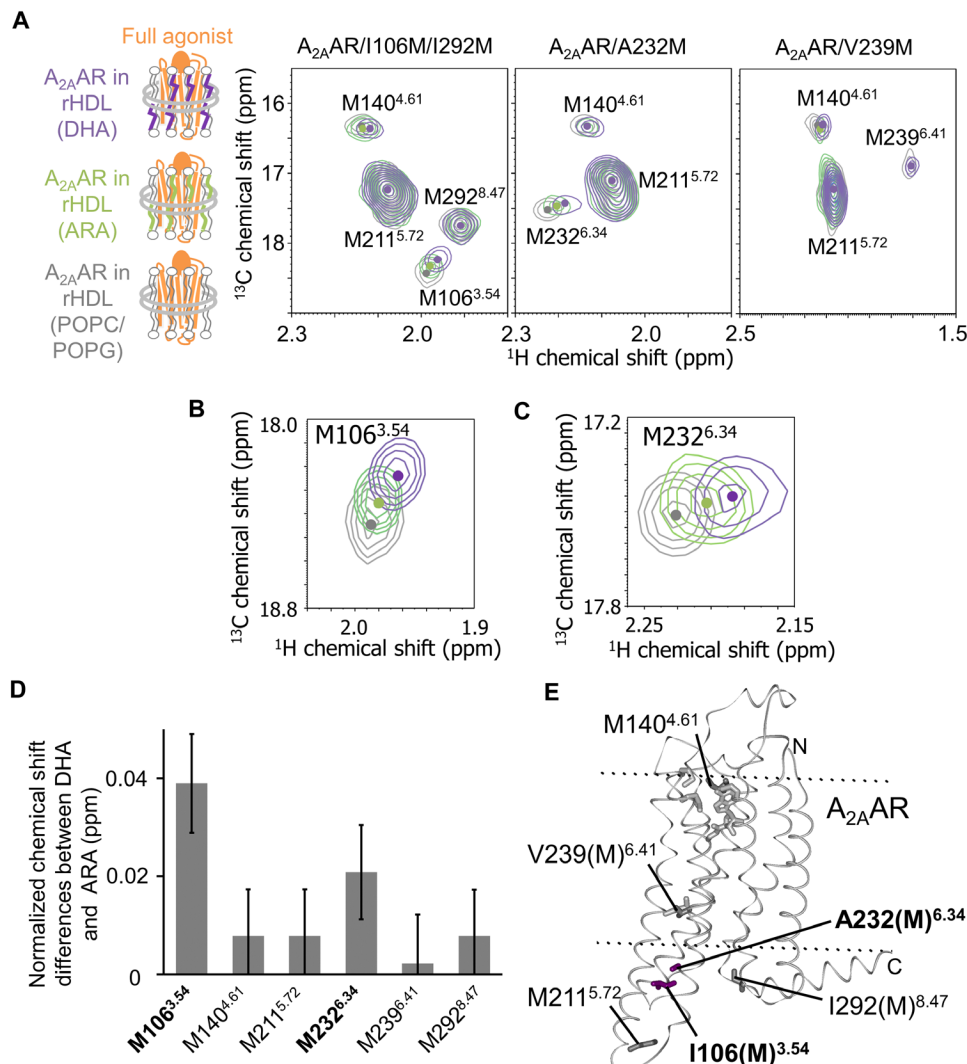 A
Full agonist
A2AAR in
rHDL
(DHA)
A2AAR in
rHDL
(ARA)
A2AAR in
rHDL
(POPC/
POPG)
A2AAR/I106M/I292M
A2AAR/A232M
A2AAR/V239M
13C chemical shift (ppm)
16
17
18
M140^4.61
M292^8.47
M211^5.72
M106^3.54
M140^4.61
M211^5.72
M232^6.34
M140^4.61
M239^6.41
M211^5.72
2.3
2.0
2.3
2.0
2.5
1.5
1H chemical shift (ppm)
B
13C chemical shift (ppm)
18.0
18.8
M106^3.54
2.0
1.9
1H chemical shift (ppm)
C
13C chemical shift (ppm)
17.2
17.8
M232^6.34
2.25
2.15
1H chemical shift (ppm)
D
Normalized chemical shift
differences between DHA
and ARA (ppm)
0.04
0.02
0
M106^3.54
M140^4.61
M211^5.72
M232^6.34
M239^6.41
M292^8.47
E
M140^4.61
N
A2AAR
V239(M)^6.41
A232(M)^6.34
C
M211^5.72
I292(M)^8.47
I106(M)^3.54